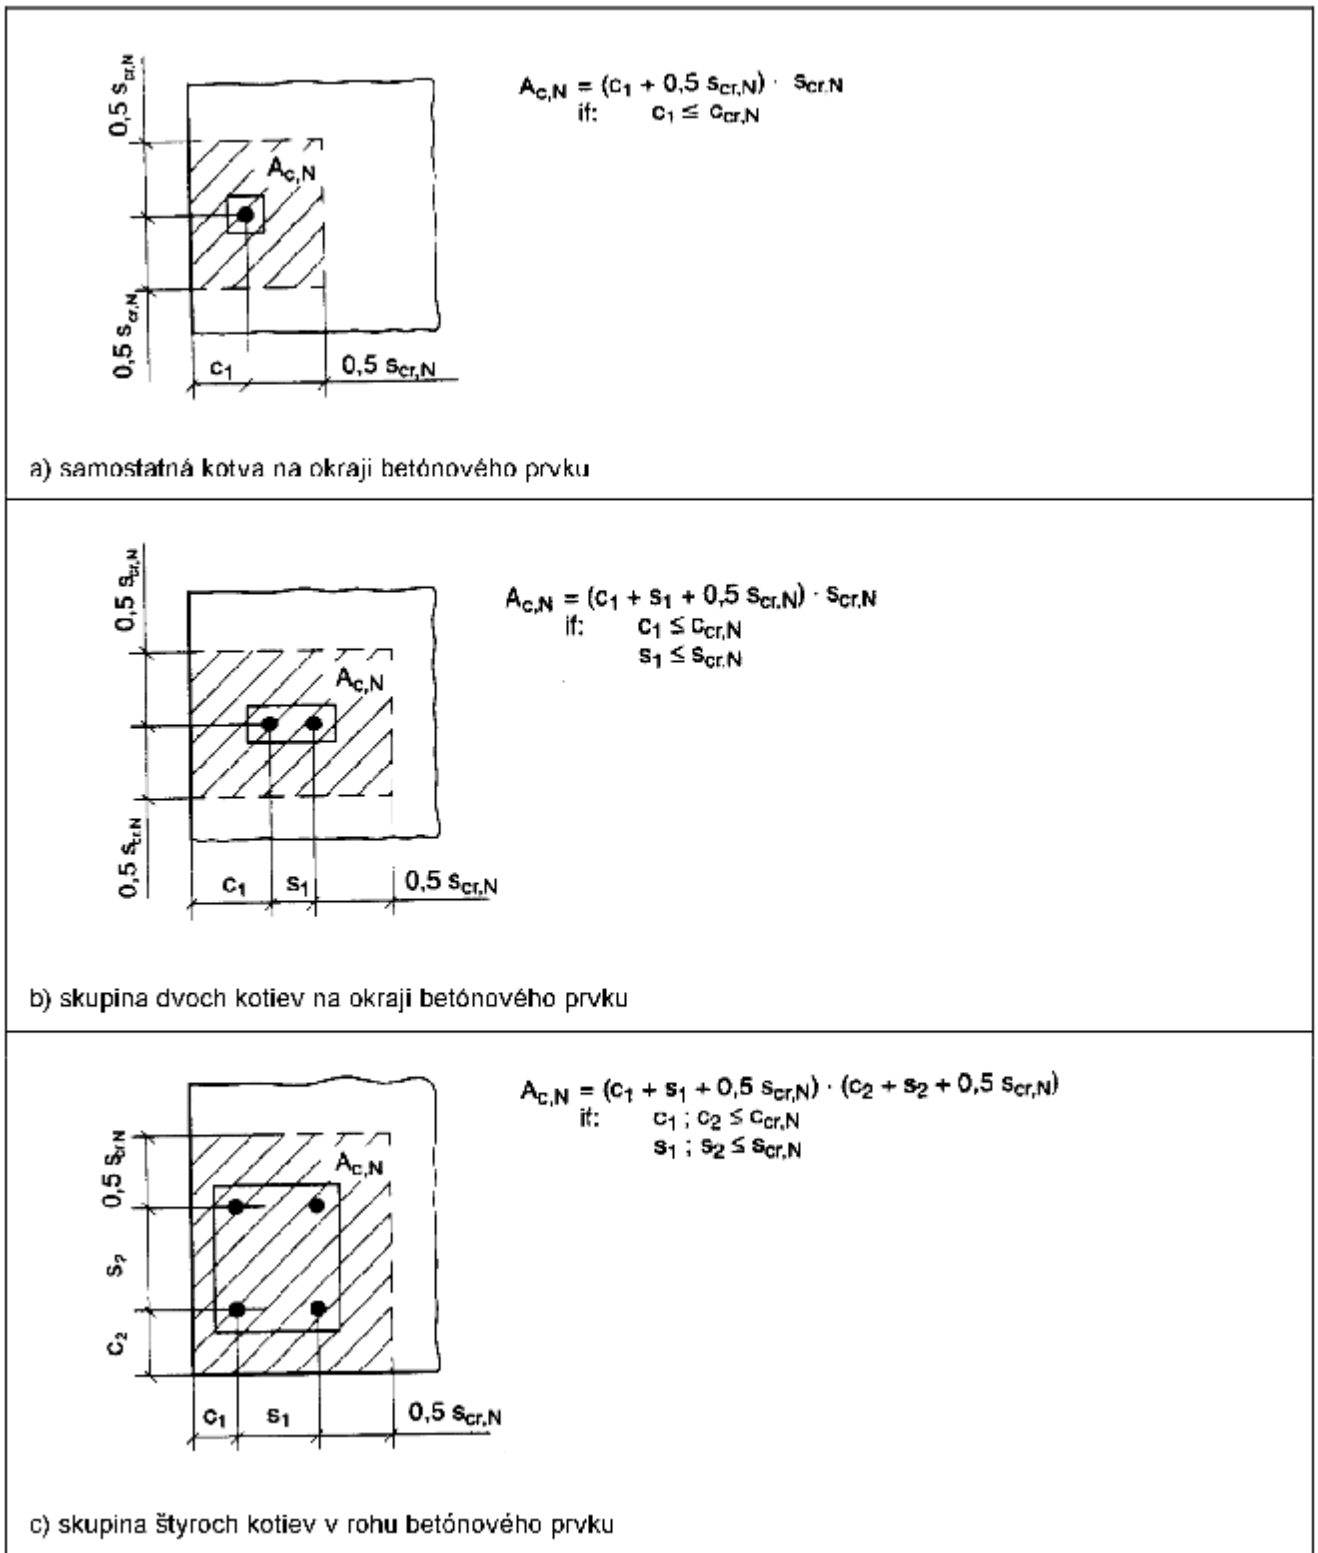 0,5 s_cr,N
A_c,N = (c_1 + 0,5 s_cr,N) · s_cr,N
if: c_1 ≤ c_cr,N
A_c,N
0,5 s_cr,N
c_1 0,5 s_cr,N
a) samostatná kotva na okraji betónového prvku
0,5 s_cr,N
A_c,N = (c_1 + s_1 + 0,5 s_cr,N) · s_cr,N
if: c_1 ≤ c_cr,N
s_1 ≤ s_cr,N
A_c,N
0,5 s_cr,N
c_1 s_1 0,5 s_cr,N
b) skupina dvoch kotiev na okraji betónového prvku
A_c,N = (c_1 + s_1 + 0,5 s_cr,N) · (c_2 + s_2 + 0,5 s_cr,N)
if: c_1 ; c_2 ≤ c_cr,N
s_1 ; s_2 ≤ s_cr,N
0,5 s_cr,N
A_c,N
s_2
c_2
c_1 s_1 0,5 s_cr,N
c) skupina štyroch kotiev v rohu betónového prvku